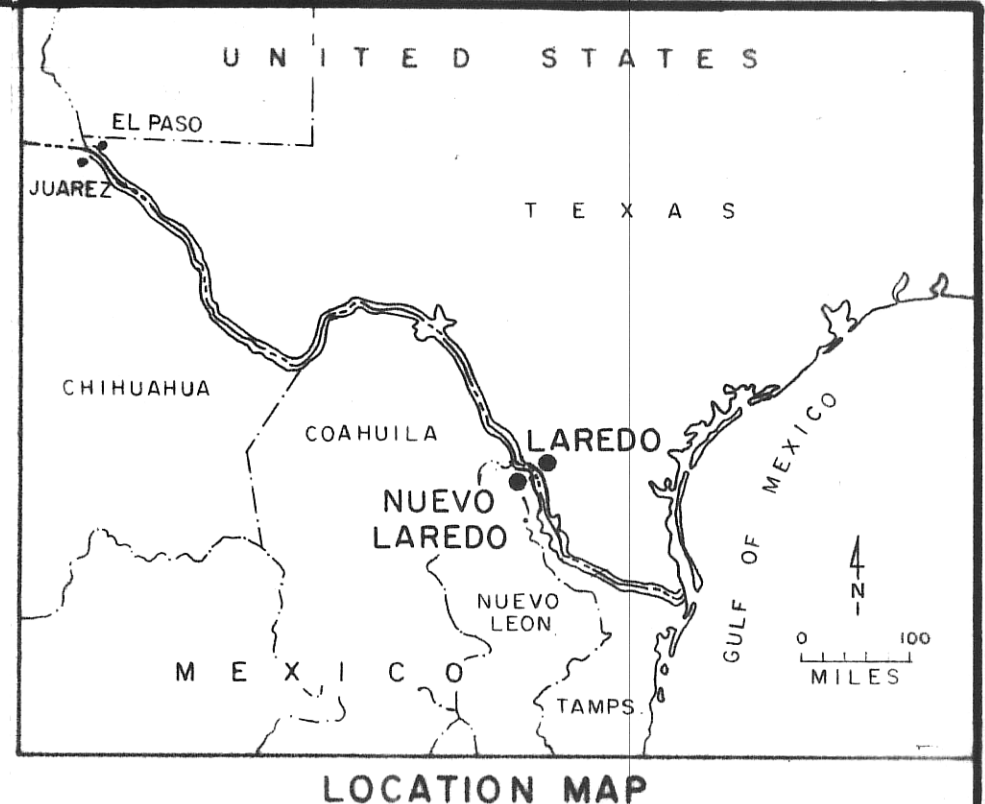 UNITED STATES
EL PASO
JUAREZ
TEXAS
CHIHUAHUA
COAHUILA
LAREDO
NUEVO
LAREDO
GULF OF MEXICO
N
NUEVO
LEON
0 100
MILES
MEXICO
TAMPS.
LOCATION MAP